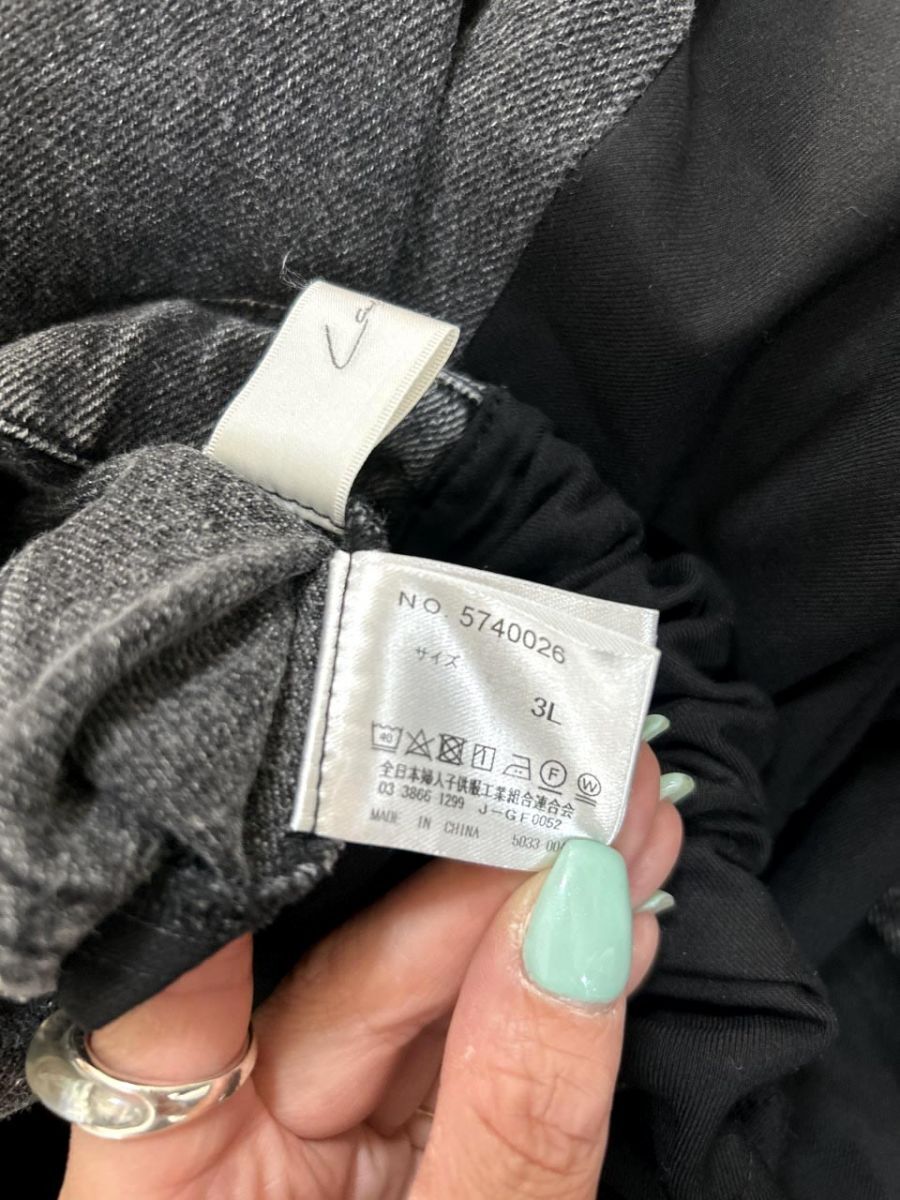 NO. 5740026
サイズ
3L
40
F
W
全日本婦人子供服工業組合連合会
03 3866 1299 J-GF0052
MADE IN CHINA